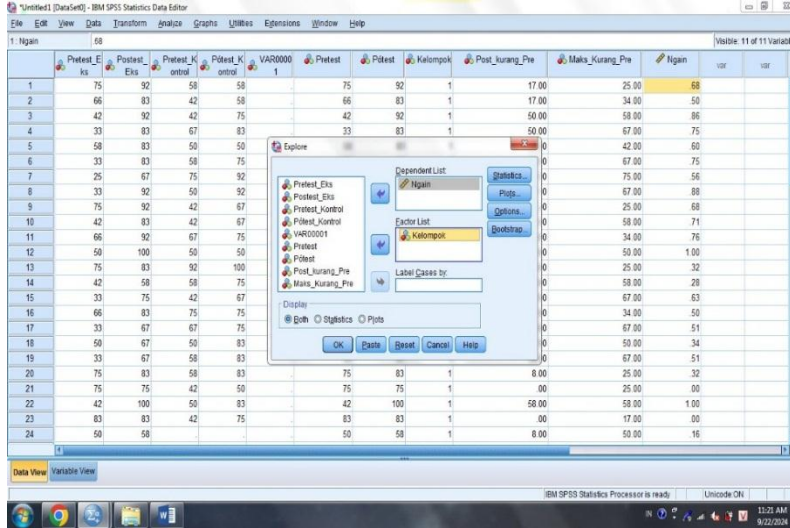 *Untitled1 [DataSet0] - IBM SPSS Statistics Data Editor
File Edit View Data Transform Analyze Graphs Utilities Extensions Window Help
1 : Ngain .68 Visible: 11 of 11 Variabl
Pretest_Eks Postest_Eks Pretest_Kontrol Pótest_Kontrol VAR00001 Pretest Pótest Kelompok Post_kurang_Pre Maks_Kurang_Pre Ngain var var
1 75 92 58 58 . 75 92 1 17.00 25.00 .68
2 66 83 42 58 . 66 83 1 17.00 34.00 .50
3 42 92 42 75 . 42 92 1 50.00 58.00 .86
4 33 83 67 83 . 33 83 1 50.00 67.00 .75
5 58 83 50 50 42.00 .60
6 33 83 58 75 67.00 .75
7 25 67 75 92 75.00 .56
8 33 92 50 92 67.00 .88
9 75 92 42 67 25.00 .68
10 42 83 42 67 58.00 .71
11 66 92 67 75 34.00 .76
12 50 100 50 50 50.00 1.00
13 75 83 92 100 25.00 .32
14 42 58 58 75 58.00 .28
15 33 75 42 67 67.00 .63
16 66 83 75 75 34.00 .50
17 33 67 67 75 67.00 .51
18 50 67 50 83 50.00 .34
19 33 67 58 83 67.00 .51
20 75 83 58 83 75 83 1 8.00 25.00 .32
21 75 75 42 50 . 75 75 1 .00 25.00 .00
22 42 100 50 83 . 42 100 1 58.00 58.00 1.00
23 83 83 42 75 . 83 83 1 .00 17.00 .00
24 50 58 . . . 50 58 1 8.00 50.00 .16
Explore
Dependent List:
Ngain
Factor List:
Kelompok
Label Cases by:
Pretest_Eks
Postest_Eks
Pretest_Kontrol
Pótest_Kontrol
VAR00001
Pretest
Pótest
Post_kurang_Pre
Maks_Kurang_Pre
Statistics...
Plots...
Options...
Bootstrap...
Display
Both Statistics Plots
OK Paste Reset Cancel Help
Data View Variable View
IBM SPSS Statistics Processor is ready Unicode:ON
IN 11:21 AM
9/22/2024